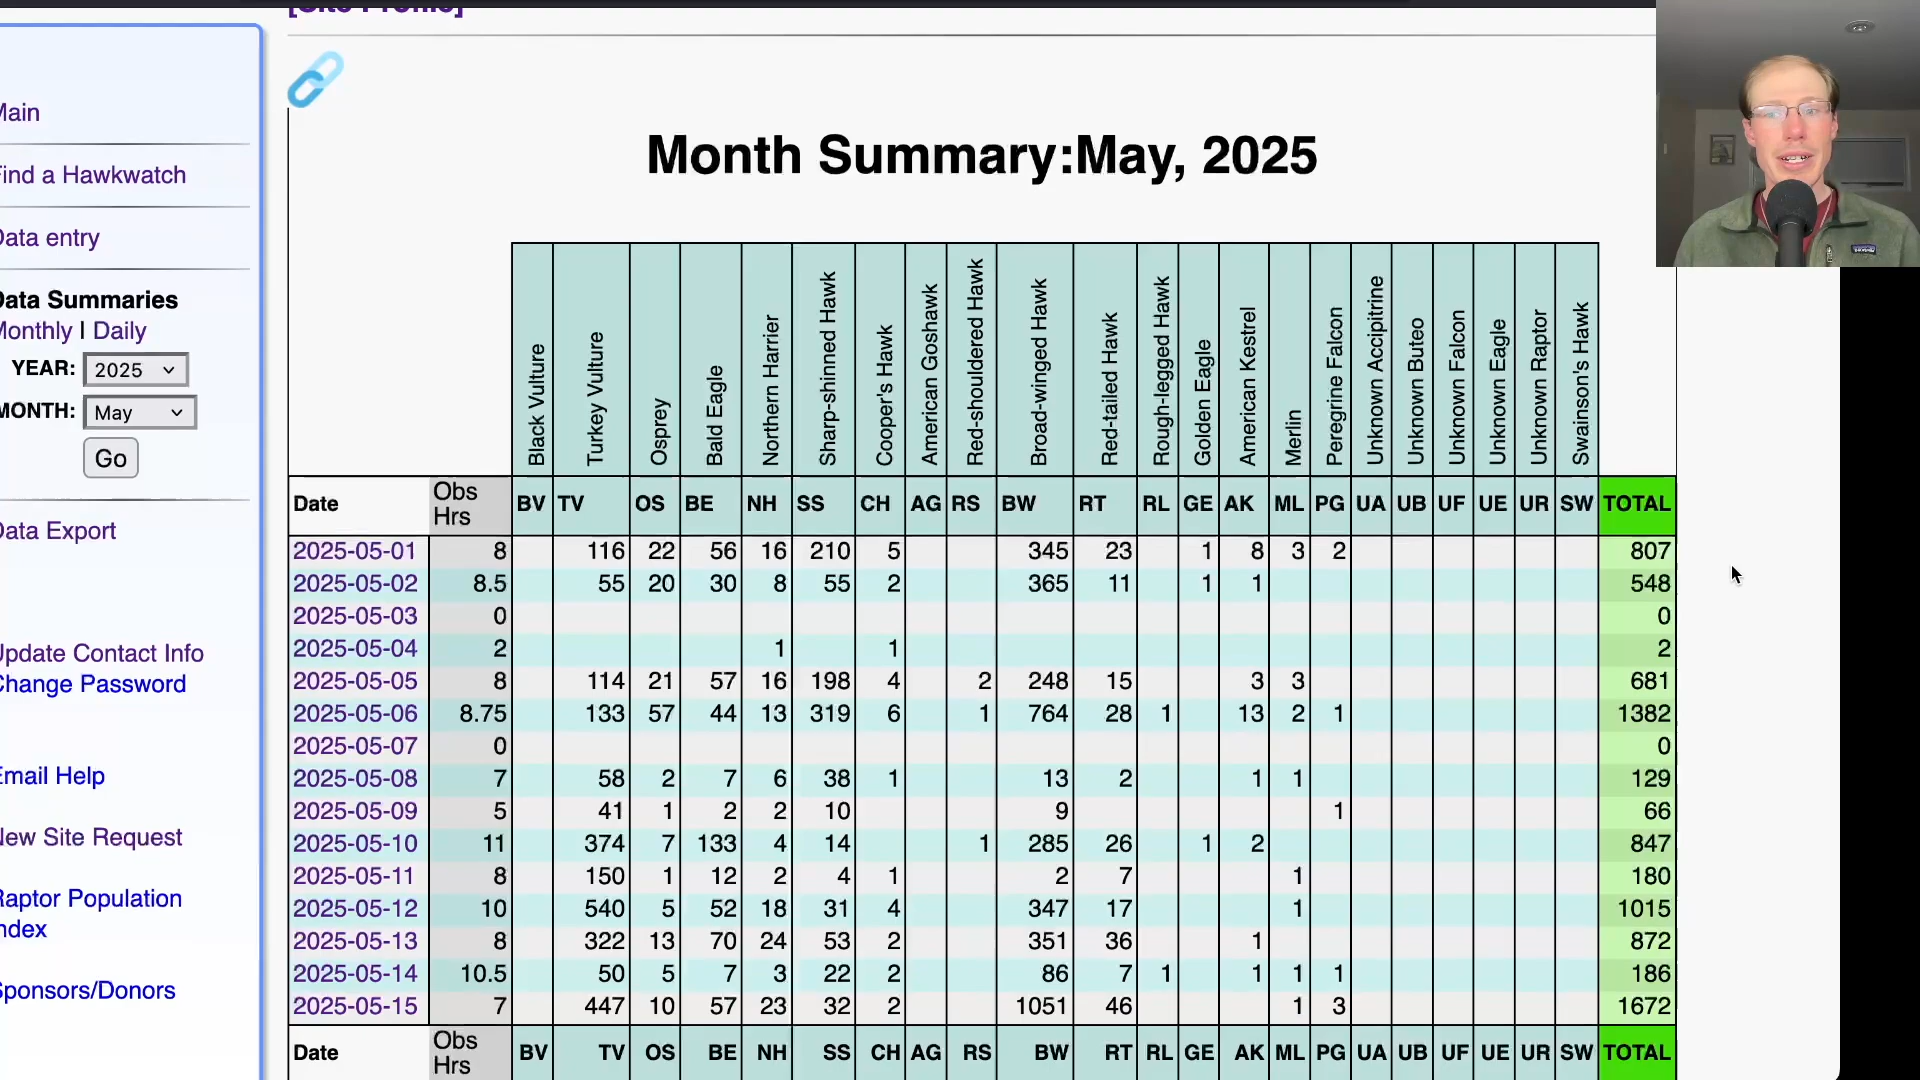 [Site Profile]
Main
Find a Hawkwatch
Data entry
Data Summaries
Monthly | Daily
YEAR: 2025
MONTH: May
Go
Data Export
Update Contact Info
Change Password
Email Help
New Site Request
Raptor Population
Index
Sponsors/Donors
Month Summary:May, 2025
Black Vulture Turkey Vulture Osprey Bald Eagle Northern Harrier Sharp-shinned Hawk Cooper's Hawk American Goshawk Red-shouldered Hawk Broad-winged Hawk Red-tailed Hawk Rough-legged Hawk Golden Eagle American Kestrel Merlin Peregrine Falcon Unknown Accipitrine Unknown Buteo Unknown Falcon Unknown Eagle Unknown Raptor Swainson's Hawk
Date Obs Hrs BV TV OS BE NH SS CH AG RS BW RT RL GE AK ML PG UA UB UF UE UR SW TOTAL
2025-05-01 8 116 22 56 16 210 5 345 23 1 8 3 2 807
2025-05-02 8.5 55 20 30 8 55 2 365 11 1 1 548
2025-05-03 0 0
2025-05-04 2 1 1 2
2025-05-05 8 114 21 57 16 198 4 2 248 15 3 3 681
2025-05-06 8.75 133 57 44 13 319 6 1 764 28 1 13 2 1 1382
2025-05-07 0 0
2025-05-08 7 58 2 7 6 38 1 13 2 1 1 129
2025-05-09 5 41 1 2 2 10 9 1 66
2025-05-10 11 374 7 133 4 14 1 285 26 1 2 847
2025-05-11 8 150 1 12 2 4 1 2 7 1 180
2025-05-12 10 540 5 52 18 31 4 347 17 1 1015
2025-05-13 8 322 13 70 24 53 2 351 36 1 872
2025-05-14 10.5 50 5 7 3 22 2 86 7 1 1 1 1 186
2025-05-15 7 447 10 57 23 32 2 1051 46 1 3 1672
Date Obs Hrs BV TV OS BE NH SS CH AG RS BW RT RL GE AK ML PG UA UB UF UE UR SW TOTAL